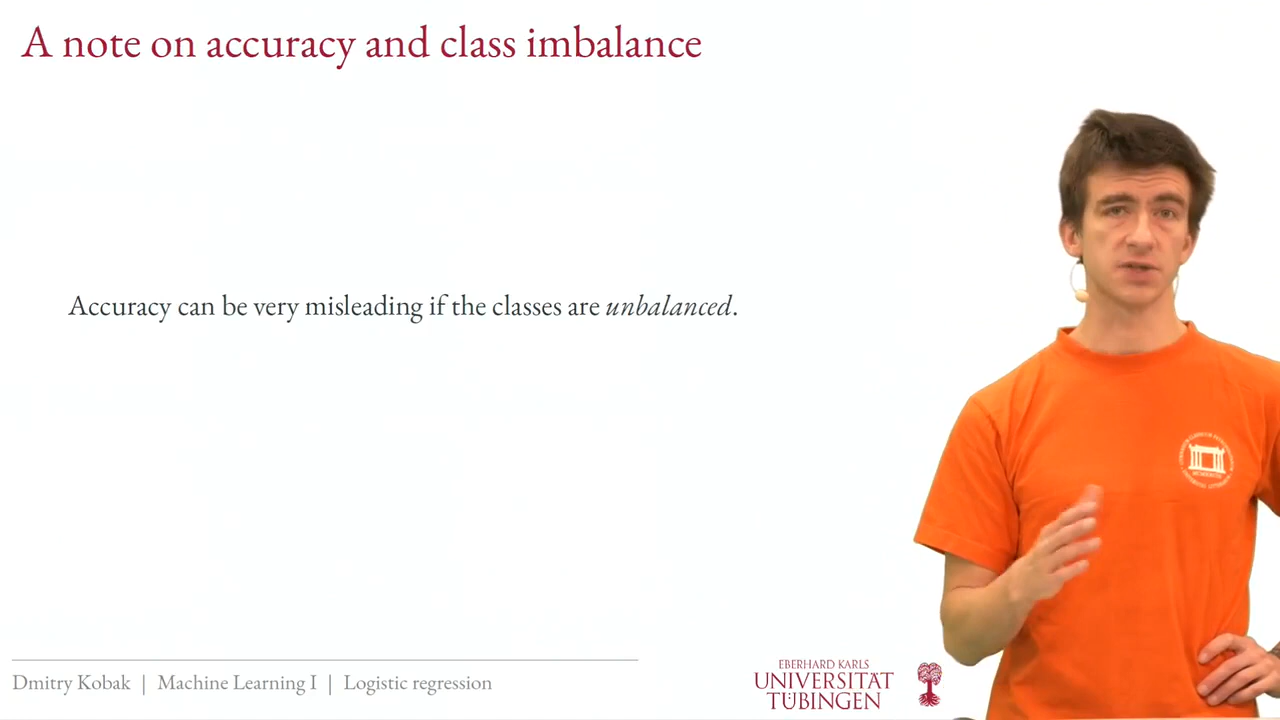 A note on accuracy and class imbalance
Accuracy can be very misleading if the classes are unbalanced.
Dmitry Kobak | Machine Learning I | Logistic regression
EBERHARD KARLS
UNIVERSITÄT
TÜBINGEN